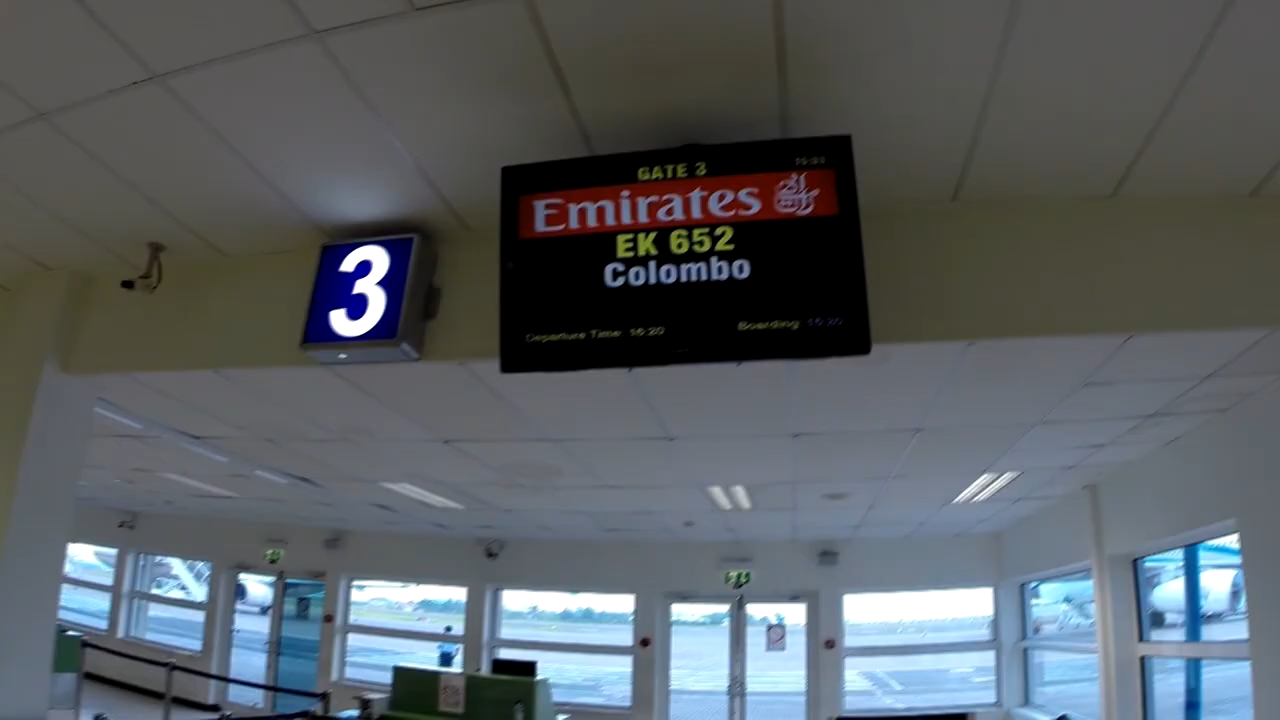 3
GATE 3
Emirates
EK 652
Colombo
Departure Time 16:20
Boarding